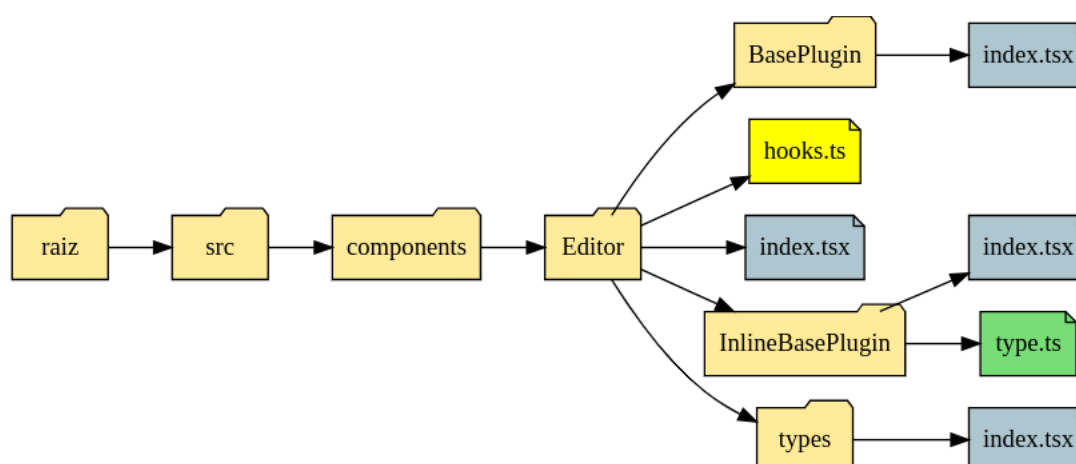 BasePlugin
index.tsx
hooks.ts
raiz
src
components
Editor
index.tsx
index.tsx
InlineBasePlugin
type.ts
types
index.tsx